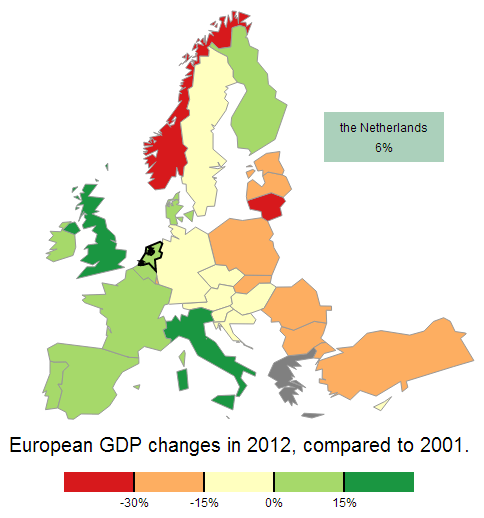 the Netherlands
6%
European GDP changes in 2012, compared to 2001.
-30% -15% 0% 15%